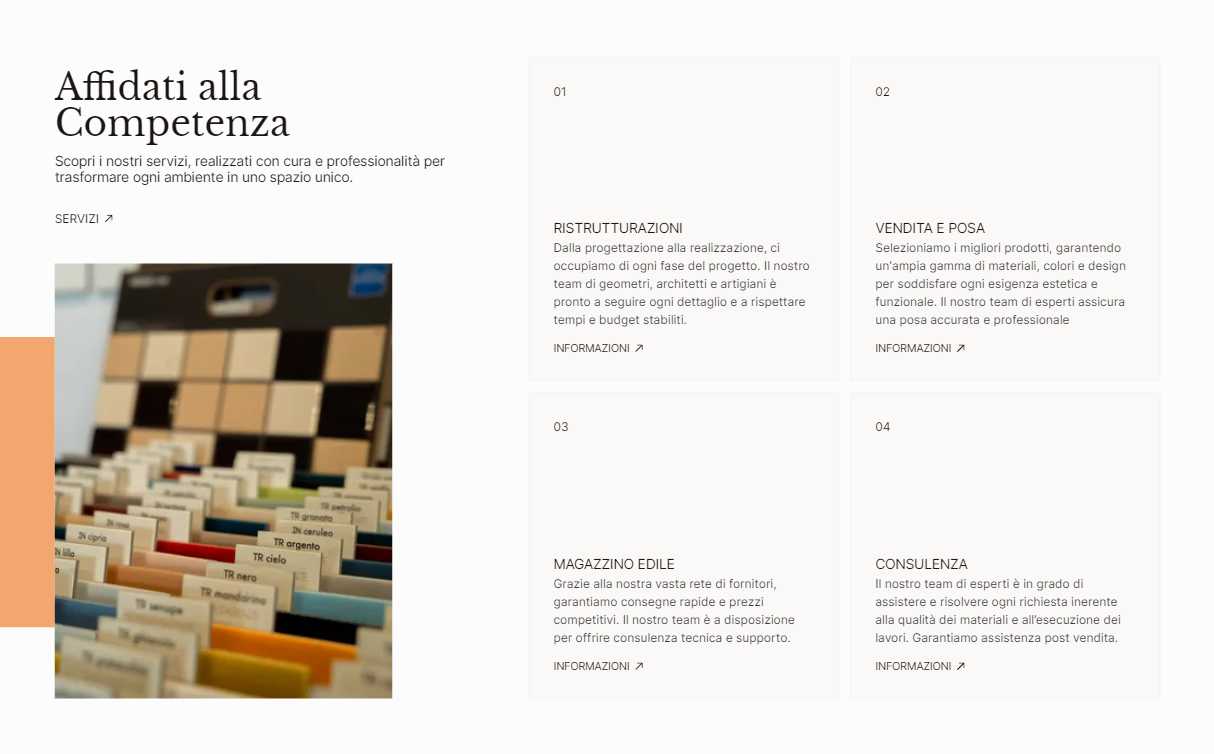 Affidati alla
Competenza
Scopri i nostri servizi, realizzati con cura e professionalità per
trasformare ogni ambiente in uno spazio unico.
SERVIZI
TR petrolio
TR granata
IN ceruleo
IN rosa
TR argento
IN cipria
TR cielo
IN lilla
TR nero
TR mandarino
TR senape
01
RISTRUTTURAZIONI
Dalla progettazione alla realizzazione, ci
occupiamo di ogni fase del progetto. Il nostro
team di geometri, architetti e artigiani è
pronto a seguire ogni dettaglio e a rispettare
tempi e budget stabiliti.
INFORMAZIONI
02
VENDITA E POSA
Selezioniamo i migliori prodotti, garantendo
un'ampia gamma di materiali, colori e design
per soddisfare ogni esigenza estetica e
funzionale. Il nostro team di esperti assicura
una posa accurata e professionale
INFORMAZIONI
03
MAGAZZINO EDILE
Grazie alla nostra vasta rete di fornitori,
garantiamo consegne rapide e prezzi
competitivi. Il nostro team è a disposizione
per offrire consulenza tecnica e supporto.
INFORMAZIONI
04
CONSULENZA
Il nostro team di esperti è in grado di
assistere e risolvere ogni richiesta inerente
alla qualità dei materiali e all'esecuzione dei
lavori. Garantiamo assistenza post vendita.
INFORMAZIONI